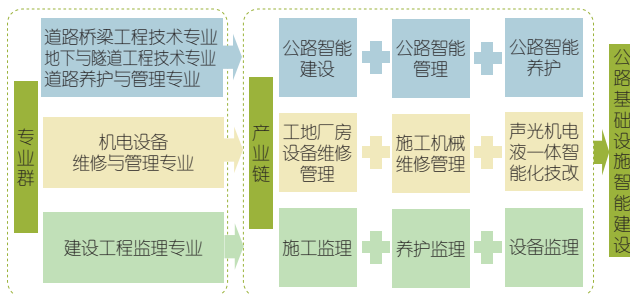 专业群
道路桥梁工程技术专业
地下与隧道工程技术专业
道路养护与管理专业
机电设备
维修与管理专业
建设工程监理专业
产业链
公路智能
建设
公路智能
管理
公路智能
养护
工地厂房
设备维修
管理
施工机械
维修管理
声光机电
液一体智
能化技改
施工监理
养护监理
设备监理
公路基础设施智能建设